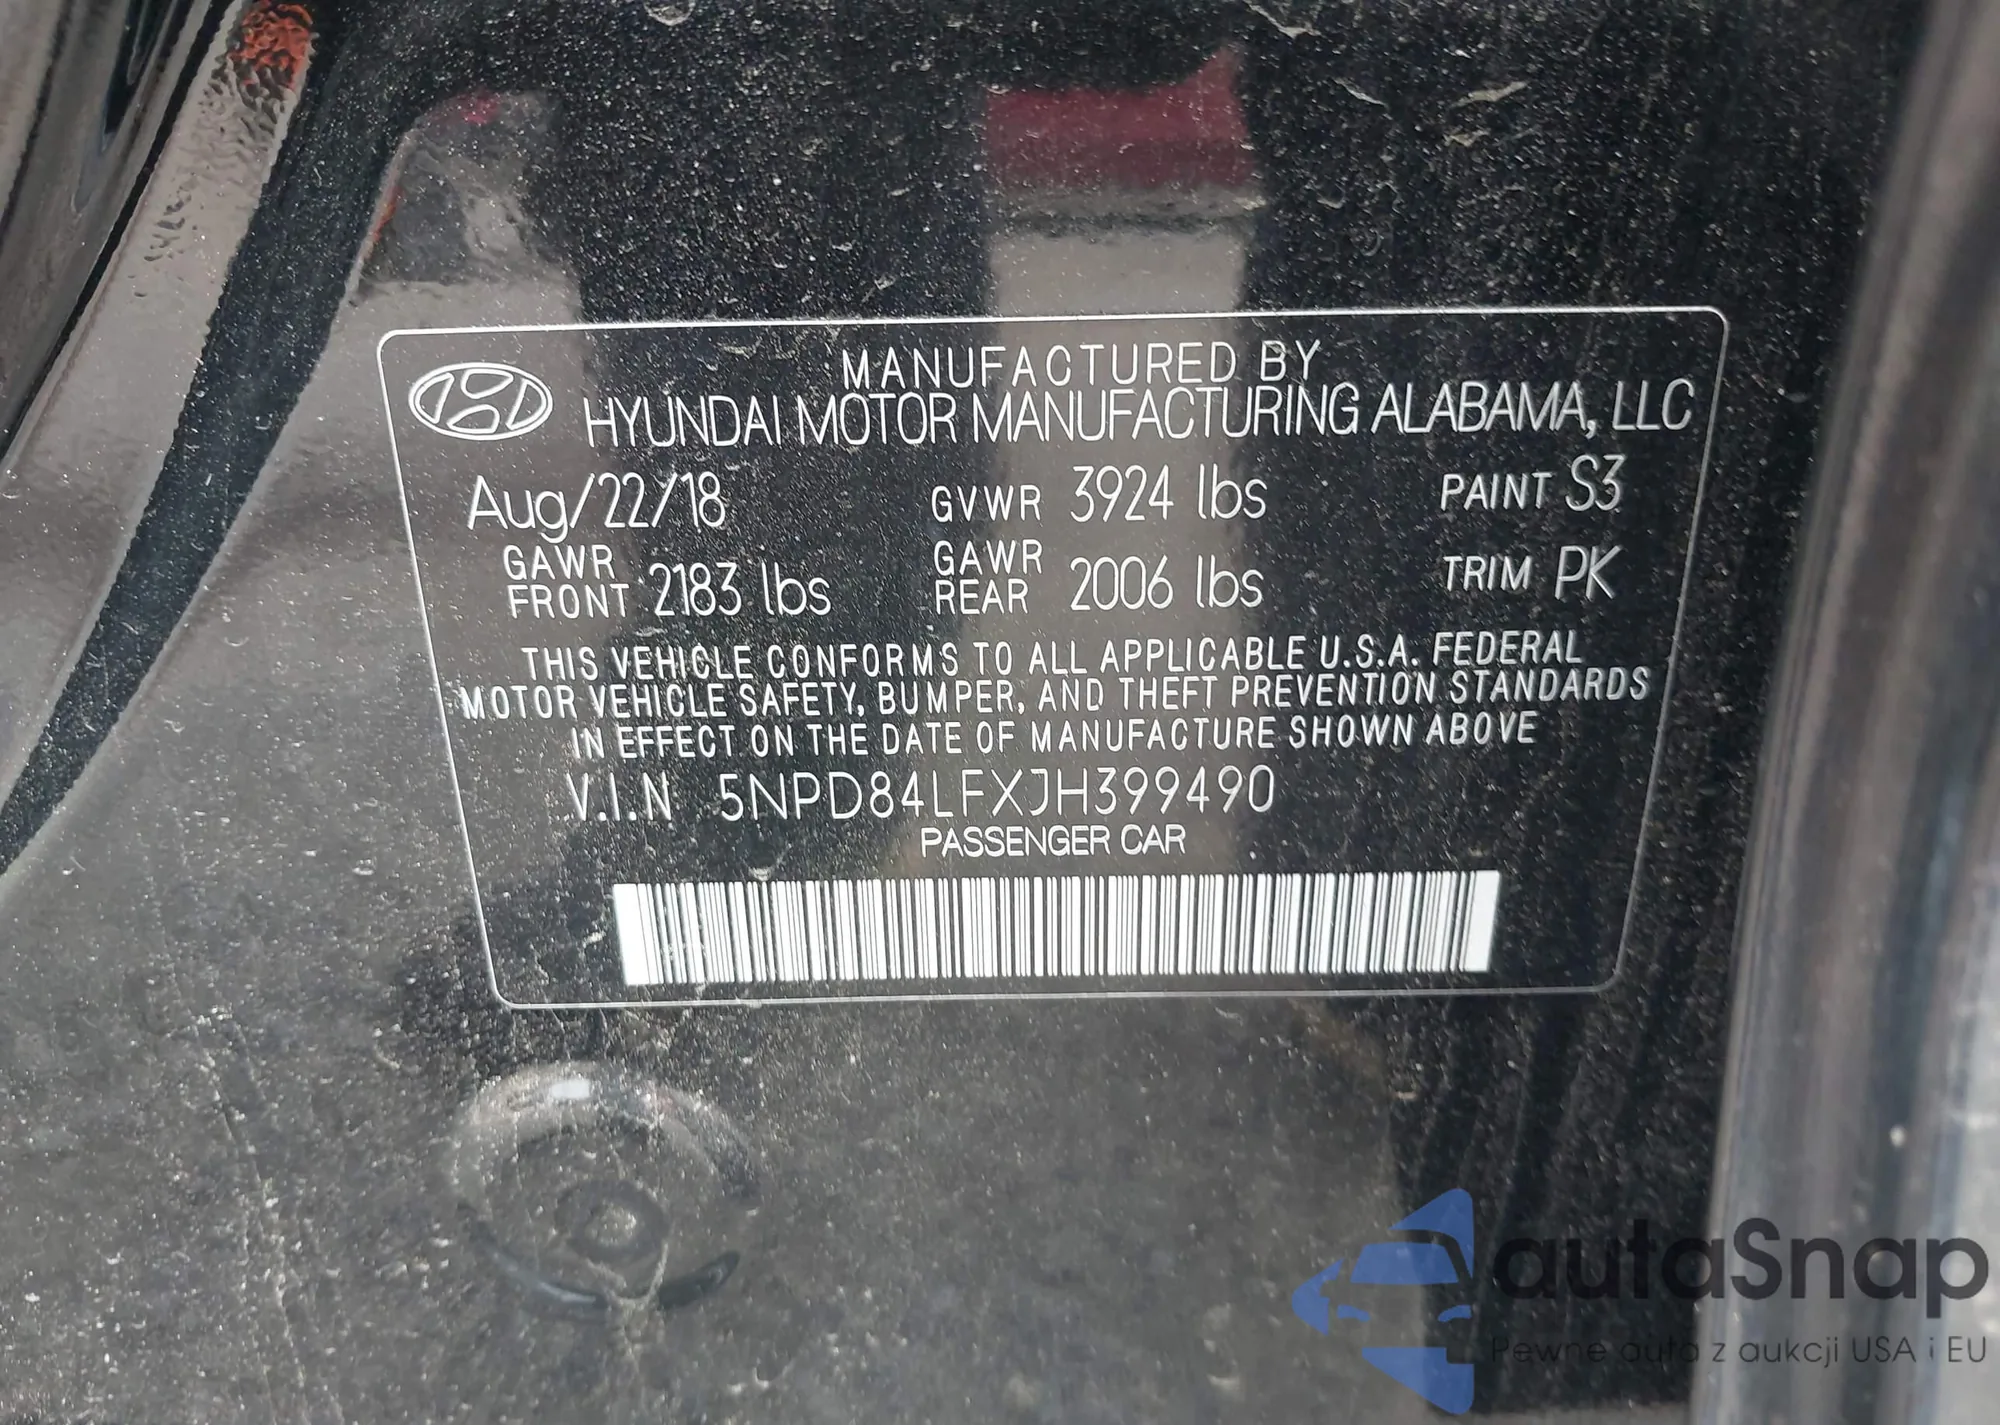 MANUFACTURED BY
HYUNDAI MOTOR MANUFACTURING ALABAMA, LLC
Aug/22/18 GVWR 3924 lbs PAINT S3
GAWR FRONT 2183 lbs GAWR REAR 2006 lbs TRIM PK
THIS VEHICLE CONFORMS TO ALL APPLICABLE U.S.A. FEDERAL
MOTOR VEHICLE SAFETY, BUMPER, AND THEFT PREVENTION STANDARDS
IN EFFECT ON THE DATE OF MANUFACTURE SHOWN ABOVE
V.I.N 5NPD84LFXJH399490
PASSENGER CAR
autaSnap
Pewne auta z aukcji USA i EU